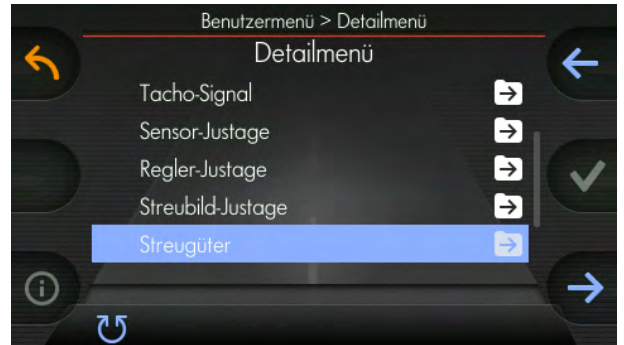 Benutzermenü > Detailmenü
Detailmenü
Tacho-Signal
Sensor-Justage
Regler-Justage
Streubild-Justage
Streugüter